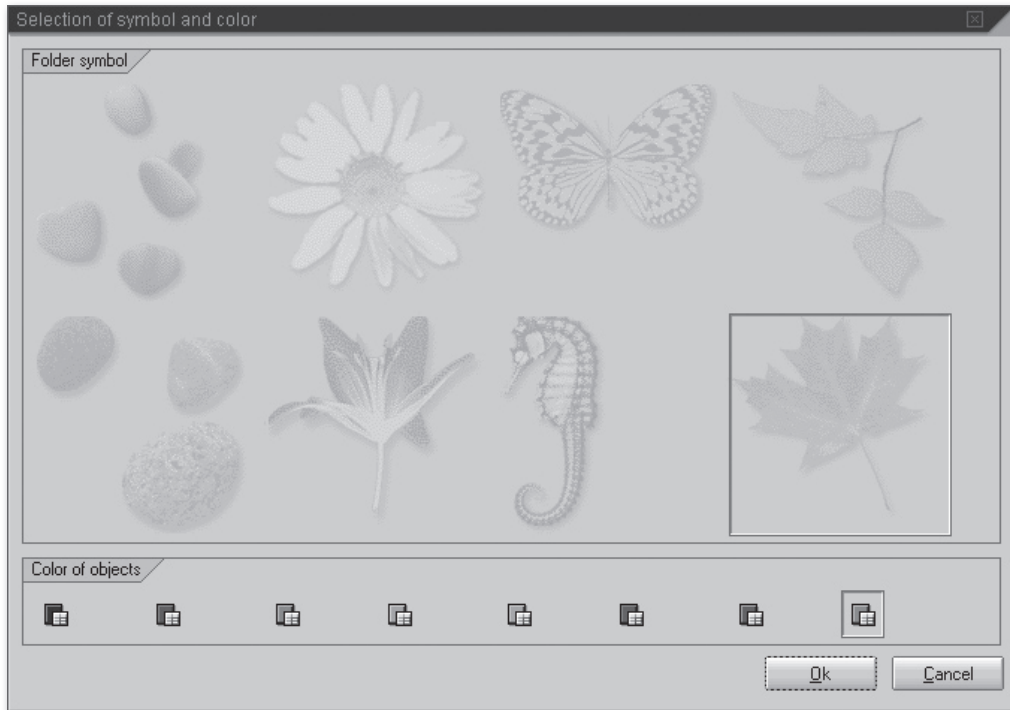 Selection of symbol and color
Folder symbol
Color of objects
Ok
Cancel